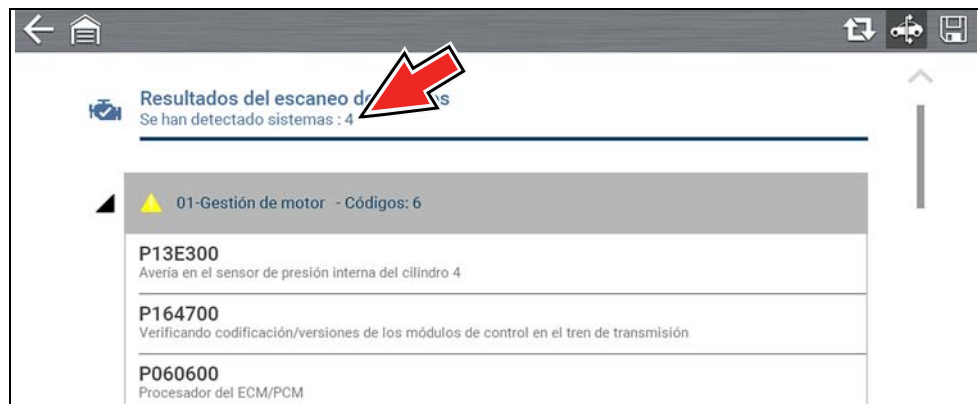 Resultados del escaneo de
Se han detectado sistemas : 4
01-Gestión de motor - Códigos: 6
P13E300
Avería en el sensor de presión interna del cilindro 4
P164700
Verificando codificación/versiones de los módulos de control en el tren de transmisión
P060600
Procesador del ECM/PCM